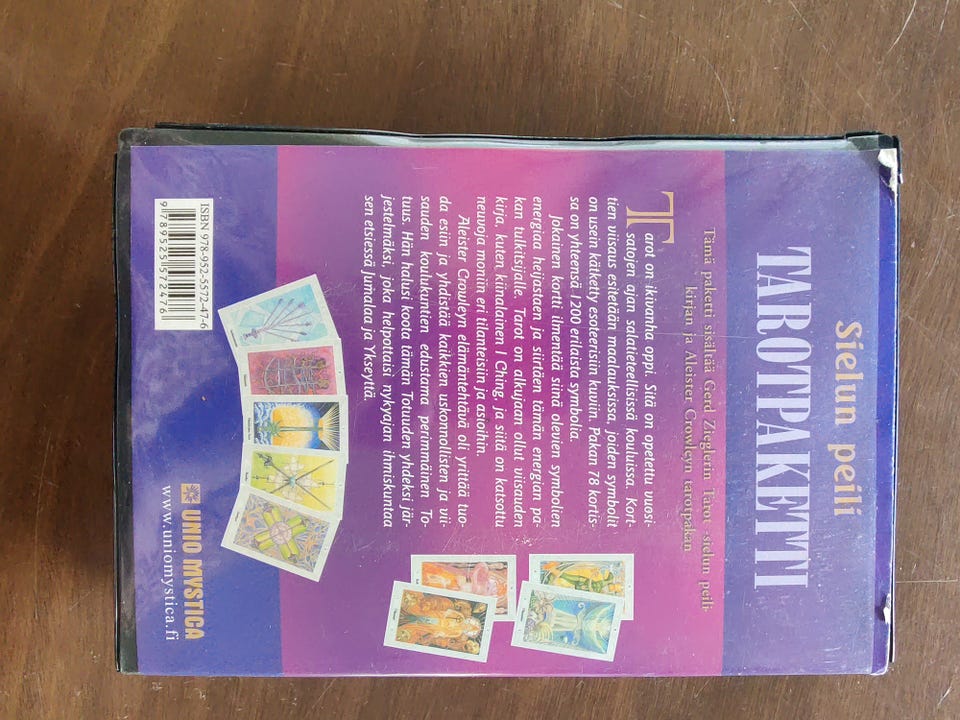 Sielun peili
TAROTPAKETTI
Tämä paketti sisältää Gerd Zieglerin Tarot -sielun peili-
kirjan ja Aleister Crowleyn tarotpakan
Tarot on ikivanha oppi. Sitä on opetettu vuosi-
satojen ajan salatieteellisissä kouluissa. Kort-
tien viisaus esitetään maalauksissa, joiden symbolit
on usein kätketty esoteerisiin kuviin. Pakan 78 kortis-
sa on yhteensä 1200 erilaista symbolia.
Jokainen kortti ilmentää siinä olevien symbolien
energiaa heijastaen ja siirtäen tämän energian pa-
kan tulkitsijalle. Tarot on alkujaan ollut viisauden
kirja, kuten kiinalainen I Ching, ja siitä on katsottu
neuvoja moniin eri tilanteisiin ja asioihin.
Aleister Crowleyn elämäntehtävä oli yrittää tuo-
da esiin ja yhdistää kaikkien uskonnollisten ja vii-
sauden koulukuntien edustama perimmäinen To-
tuus. Hän halusi koota tämän Totuuden yhdeksi jär-
jestelmäksi, joka helpottaisi nykyajan ihmiskuntaa
sen etsiessä Jumalaa ja Ykseyttä.
ISBN 978-952-5572-47-6
9 789525 572476
UNIO MYSTICA
www.uniomystica.fi